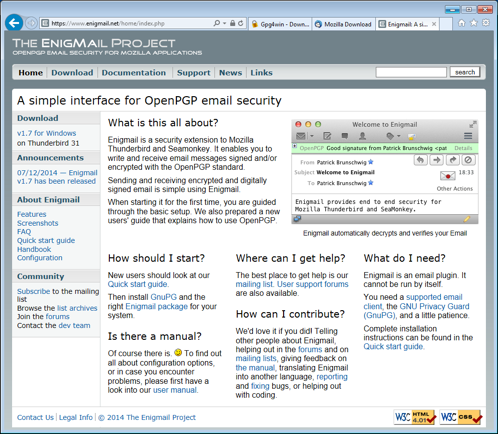 https://www.enigmail.net/home/index.php
Gpg4win - Down...
Mozilla Download
Enigmail: A si...
THE ENIGMAIL PROJECT
OPENPGP EMAIL SECURITY FOR MOZILLA APPLICATIONS
Home Download Documentation Support News Links search
A simple interface for OpenPGP email security
Download
v1.7 for Windows
on Thunderbird 31
Announcements
07/12/2014 — Enigmail
v1.7 has been released
About Enigmail
Features
Screenshots
FAQ
Quick start guide
Handbook
Configuration
Community
Subscribe to the mailing
list
Browse the list archives
Join the forums
Contact the dev team
What is this all about?
Enigmail is a security extension to Mozilla
Thunderbird and Seamonkey. It enables you to
write and receive email messages signed and/or
encrypted with the OpenPGP standard.
Sending and receiving encrypted and digitally
signed email is simple using Enigmail.
When starting it for the first time, you are guided
through the basic setup. We also prepared a new
users' guide that explains how to use OpenPGP.
Welcome to Enigmail
OpenPGP Good signature from Patrick Brunschwig <pat Details
From Patrick Brunschwig
Subject Welcome to Enigmail 18:33
To Patrick Brunschwig
Other Actions
Enigmail provides end to end security for
Mozilla Thunderbird and SeaMonkey.
Enigmail automatically decrypts and verifies your Email
How should I start?
New users should look at our
Quick start guide.
Then install GnuPG and the
right Enigmail package for your
system.
Is there a manual?
Of course there is. To find out
all about configuration options,
or in case you encounter
problems, please first have a
look into our user manual.
Where can I get help?
The best place to get help is our
mailing list. User support forums
are also available.
How can I contribute?
We'd love it if you did! Telling
other people about Enigmail,
helping out in the forums and on
mailing lists, giving feedback on
the manual, translating Enigmail
into another language, reporting
and fixing bugs, or helping out
with coding.
What do I need?
Enigmail is an email plugin. It
cannot be run by itself.
You need a supported email
client, the GNU Privacy Guard
(GnuPG), and a little patience.
Complete installation
instructions can be found in the
Quick start guide.
Contact Us | Legal Info | © 2014 The Enigmail Project
W3C HTML 4.01
W3C CSS